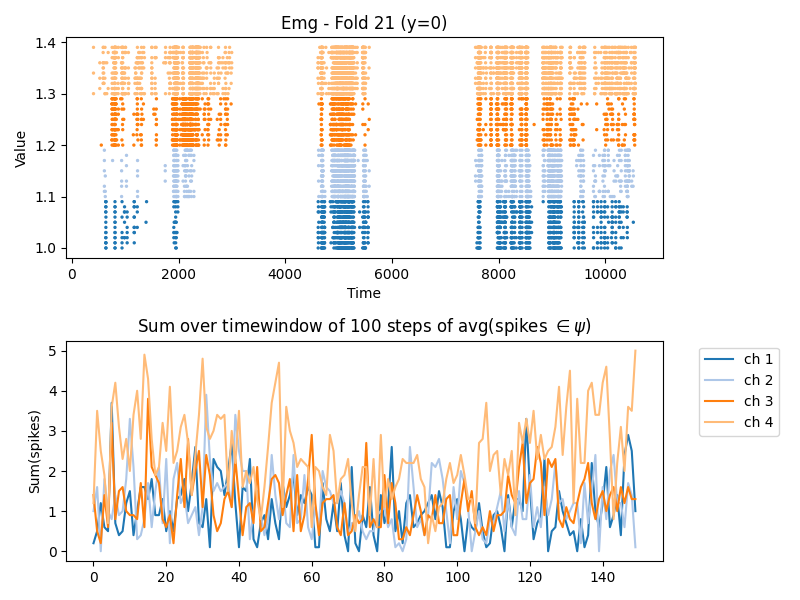 Emg - Fold 21 (y=0)
1.4
1.3
1.2
1.1
1.0
Value
0 2000 4000 6000 8000 10000
Time
Sum over timewindow of 100 steps of avg(spikes ∈ ψ)
5
4
3
2
1
0
Sum(spikes)
0 20 40 60 80 100 120 140
ch 1
ch 2
ch 3
ch 4